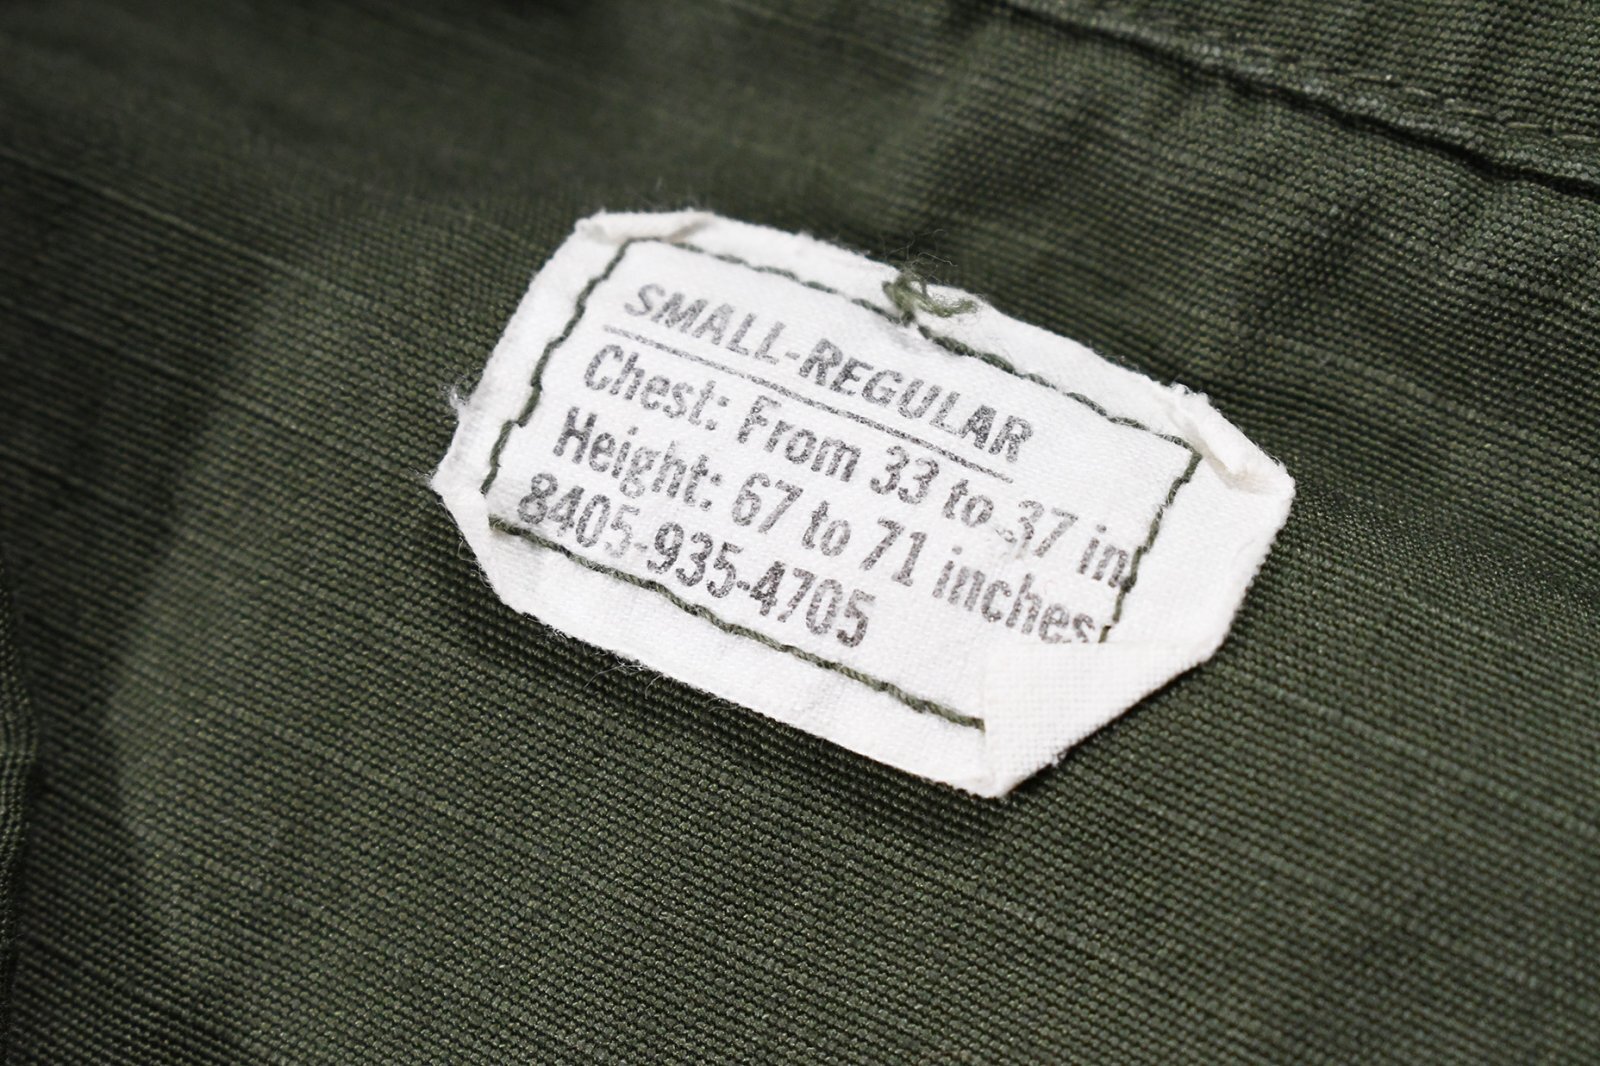 SMALL-REGULAR
Chest: From 33 to 37 in
Height: 67 to 71 inches
8405-935-4705